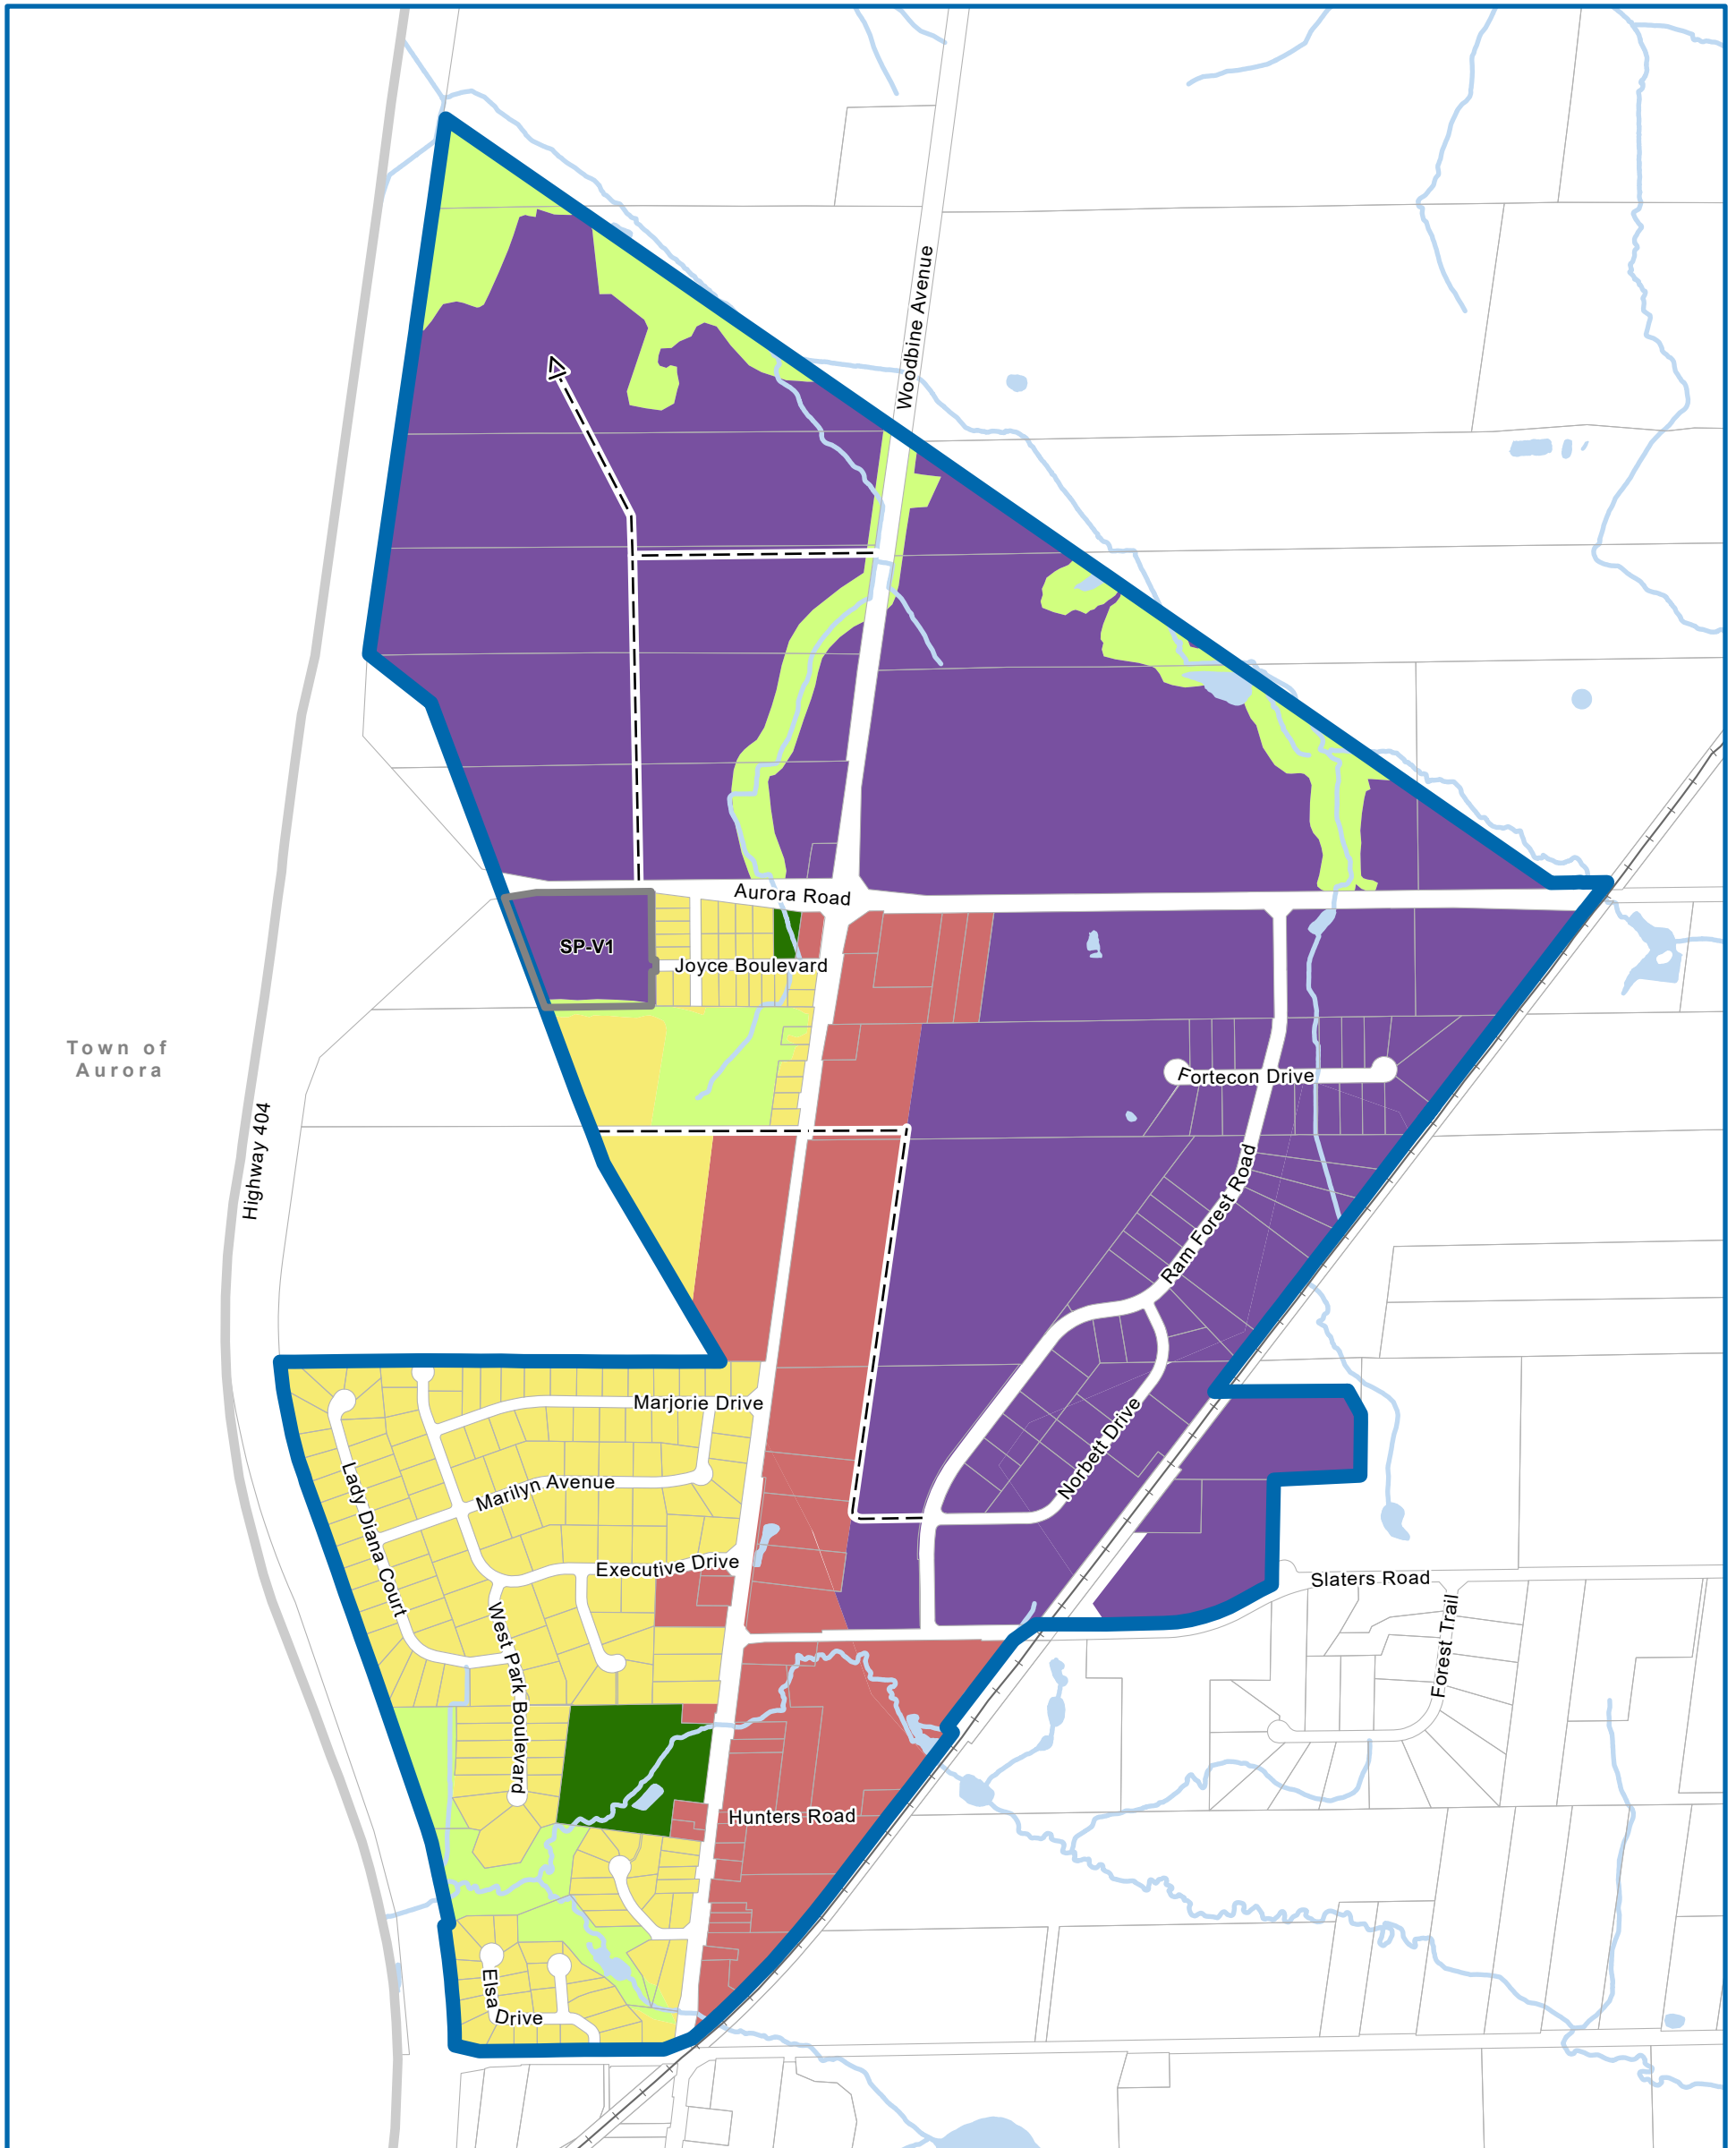 Woodbine Avenue
Aurora Road
SP-V1
Joyce Boulevard
Town of
Aurora
Fortecon Drive
Highway 404
Ram Forest Road
Marjorie Drive
Norbett Drive
Lady Diana Court
Marilyn Avenue
Executive Drive
Slaters Road
West Park Boulevard
Forest Trail
Hunters Road
Elsa Drive